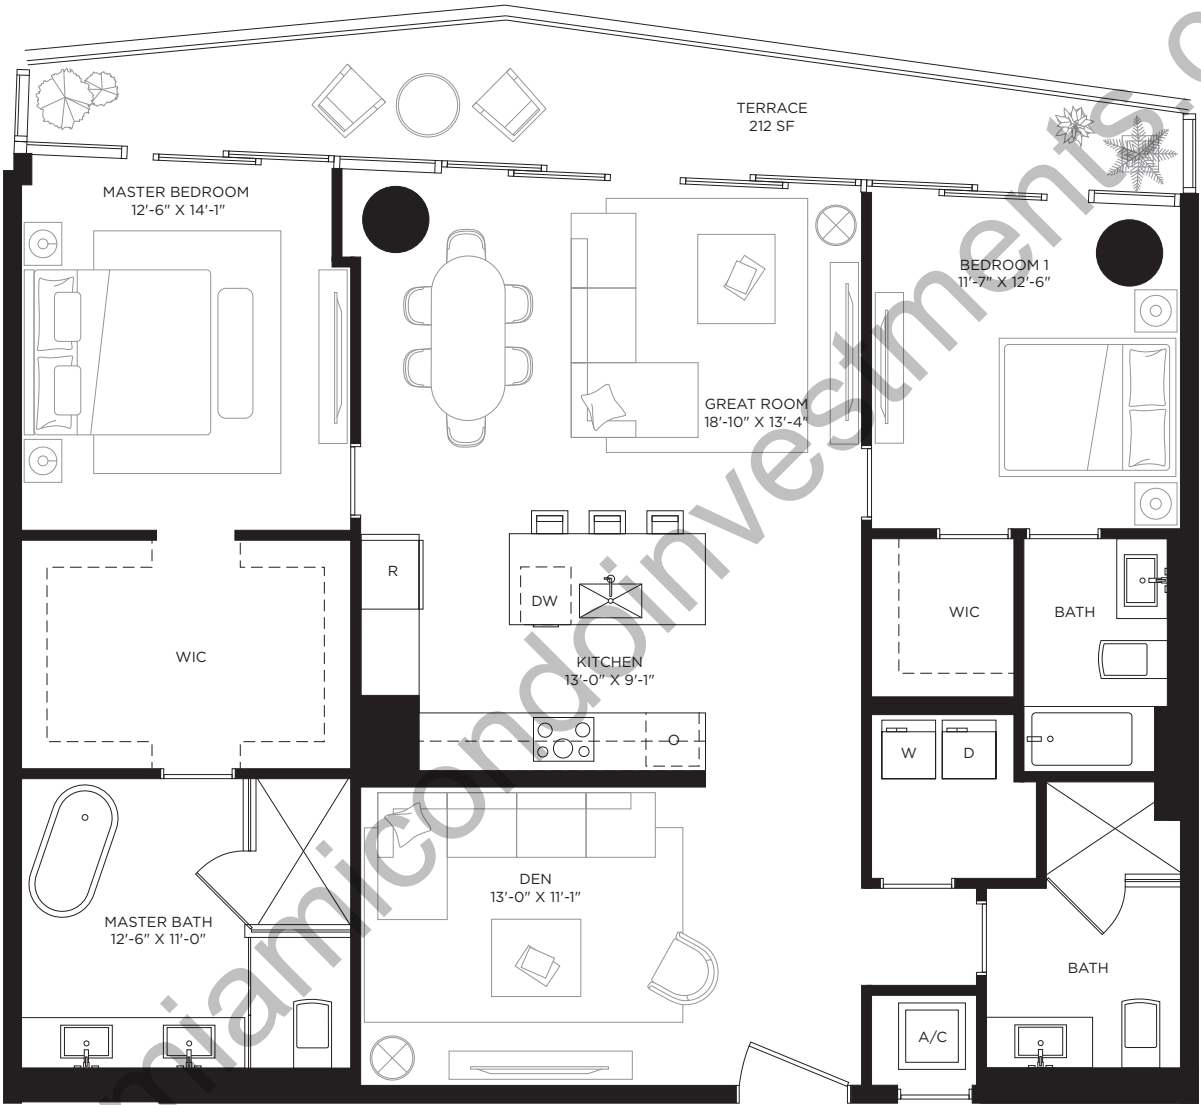 TERRACE
212 SF
MASTER BEDROOM
12'-6" X 14'-1"
BEDROOM 1
11'-7" X 12'-6"
GREAT ROOM
18'-10" X 13'-4"
R
DW
WIC
BATH
WIC
KITCHEN
13'-0" X 9'-1"
W
D
DEN
13'-0" X 11'-1"
MASTER BATH
12'-6" X 11'-0"
BATH
A/C
miamicondoinvestments.c